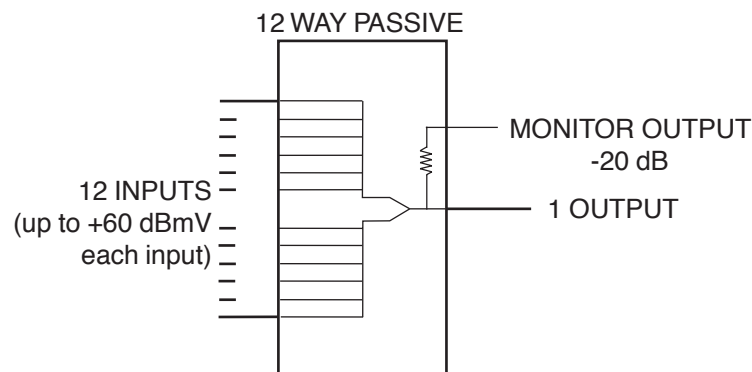 12 WAY PASSIVE
MONITOR OUTPUT
-20 dB
12 INPUTS
(up to +60 dBmV
each input)
1 OUTPUT